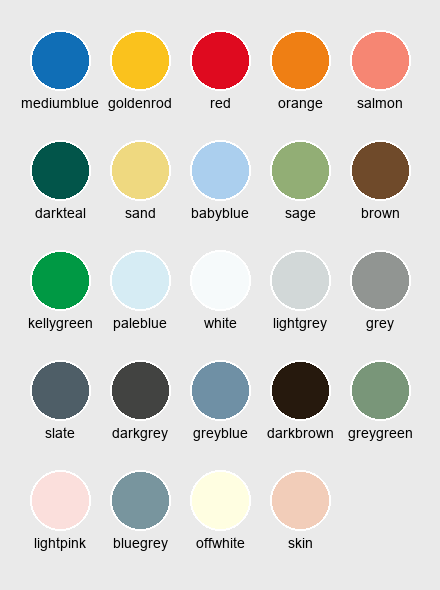 mediumblue goldenrod red orange salmon
darkteal sand babyblue sage brown
kellygreen paleblue white lightgrey grey
slate darkgrey greyblue darkbrown greygreen
lightpink bluegrey offwhite skin